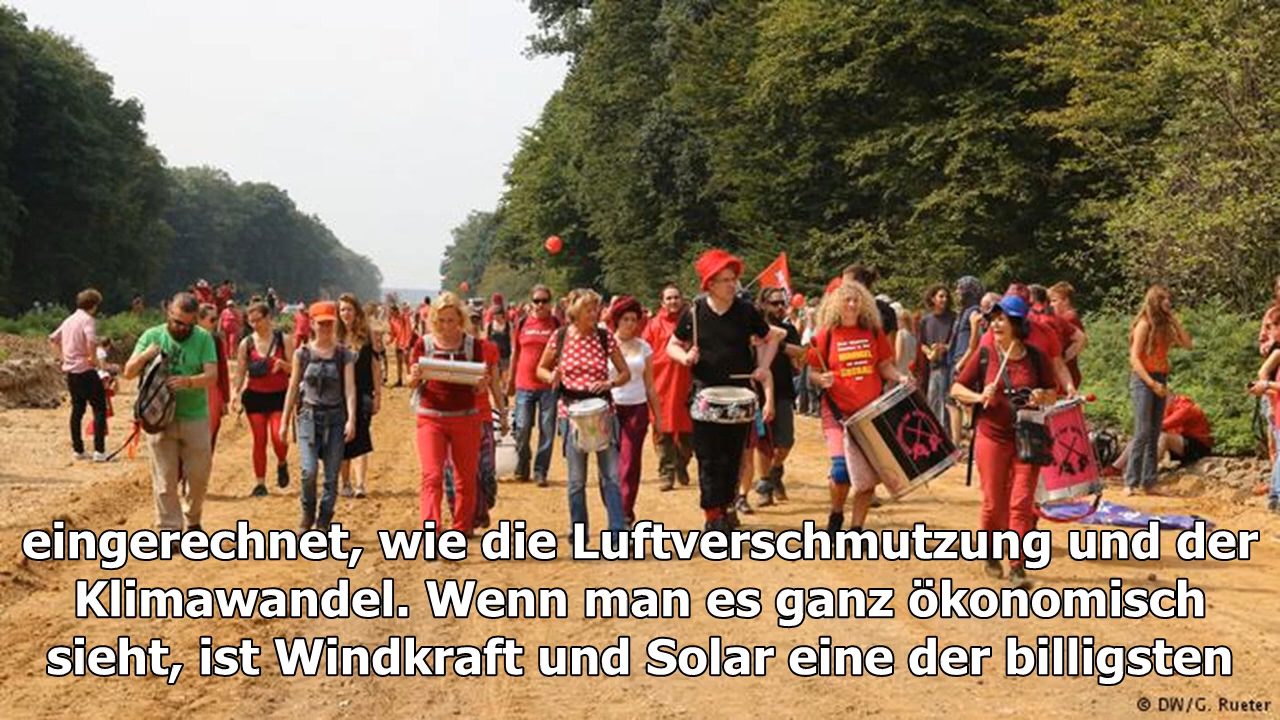 eingerechnet, wie die Luftverschmutzung und der
Klimawandel. Wenn man es ganz ökonomisch
sieht, ist Windkraft und Solar eine der billigsten
© DW/G. Rueter